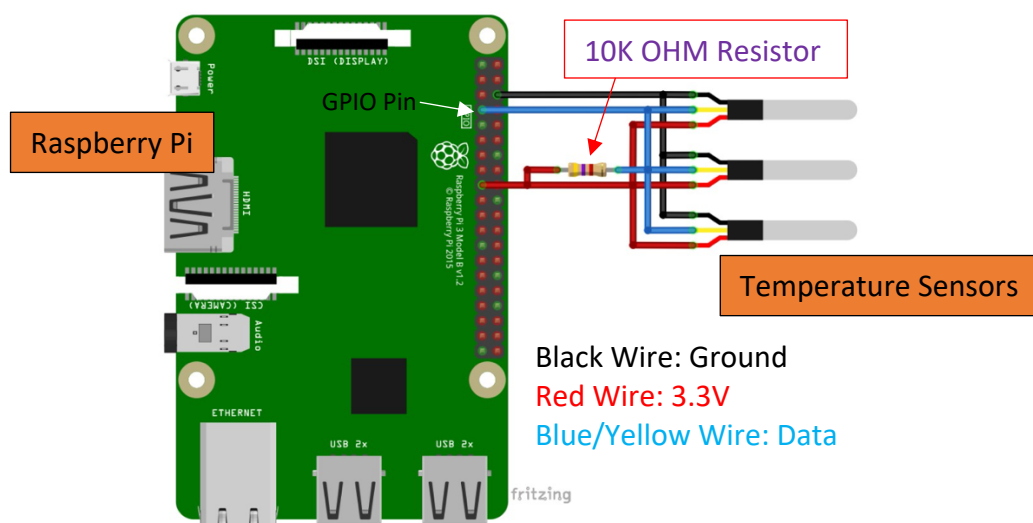 DSI (DISPLAY)
10K OHM Resistor
Power
GPIO Pin
GPIO
Raspberry Pi
HDMI
Raspberry Pi 3 Model B v1.2
© Raspberry Pi 2015
CSI (CAMERA)
Temperature Sensors
Audio
Black Wire: Ground
Red Wire: 3.3V
Blue/Yellow Wire: Data
ETHERNET
USB 2x
USB 2x
fritzing